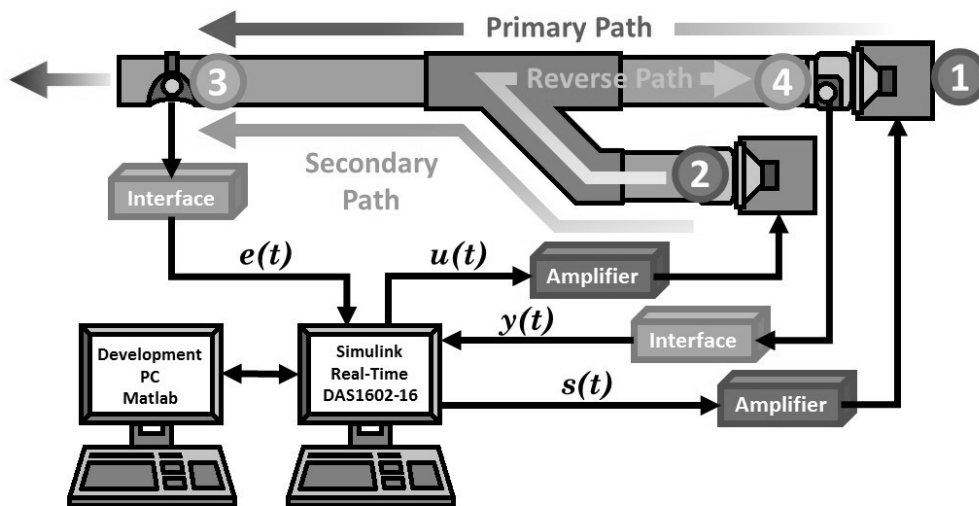 Primary Path
3
Reverse Path
4
1
Secondary
Path
2
Interface
e(t)
u(t)
Amplifier
y(t)
Interface
Development
PC
Matlab
Simulink
Real-Time
DAS1602-16
s(t)
Amplifier